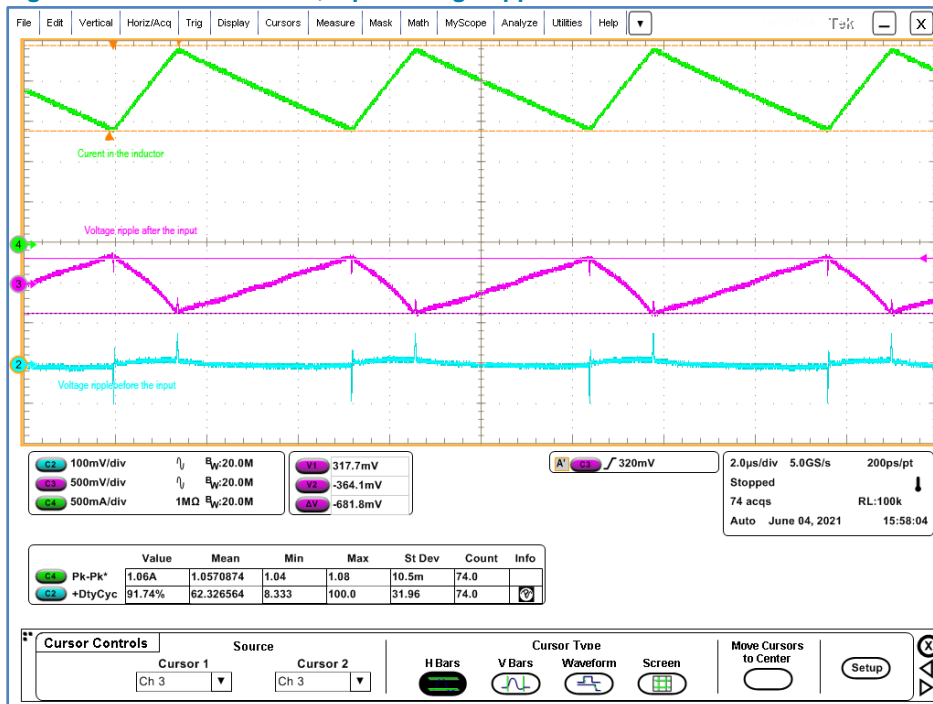 File Edit Vertical Horiz/Acq Trig Display Cursors Measure Mask Math MyScope Analyze Utilities Help Tek X
Curent in the inductor
Voltage ripple after the input
4
3
2
Voltage ripple before the input
C2 100mV/div BW:20.0M
C3 500mV/div BW:20.0M
C4 500mA/div 1MΩ BW:20.0M
V1 317.7mV
V2 -364.1mV
ΔV -681.8mV
A' C3 320mV
2.0µs/div 5.0GS/s 200ps/pt
Stopped
74 acqs RL:100k
Auto June 04, 2021 15:58:04
Value Mean Min Max St Dev Count Info
C4 Pk-Pk* 1.06A 1.0570874 1.04 1.08 10.5m 74.0
C2 +DtyCyc 91.74% 62.326564 8.333 100.0 31.96 74.0
Cursor Controls Source Cursor Type Move Cursors to Center
Cursor 1 Cursor 2 H Bars V Bars Waveform Screen Setup
Ch 3 Ch 3
X